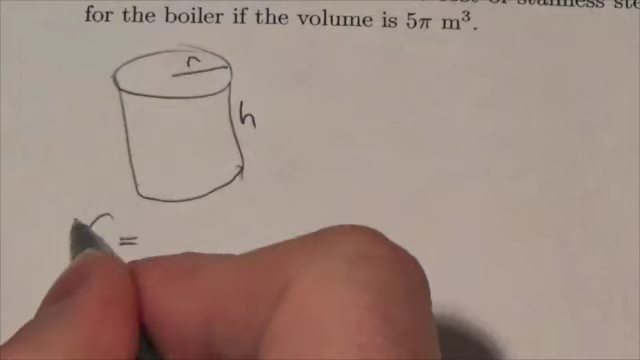 for the boiler if the volume is 5π m³.
r
h
=